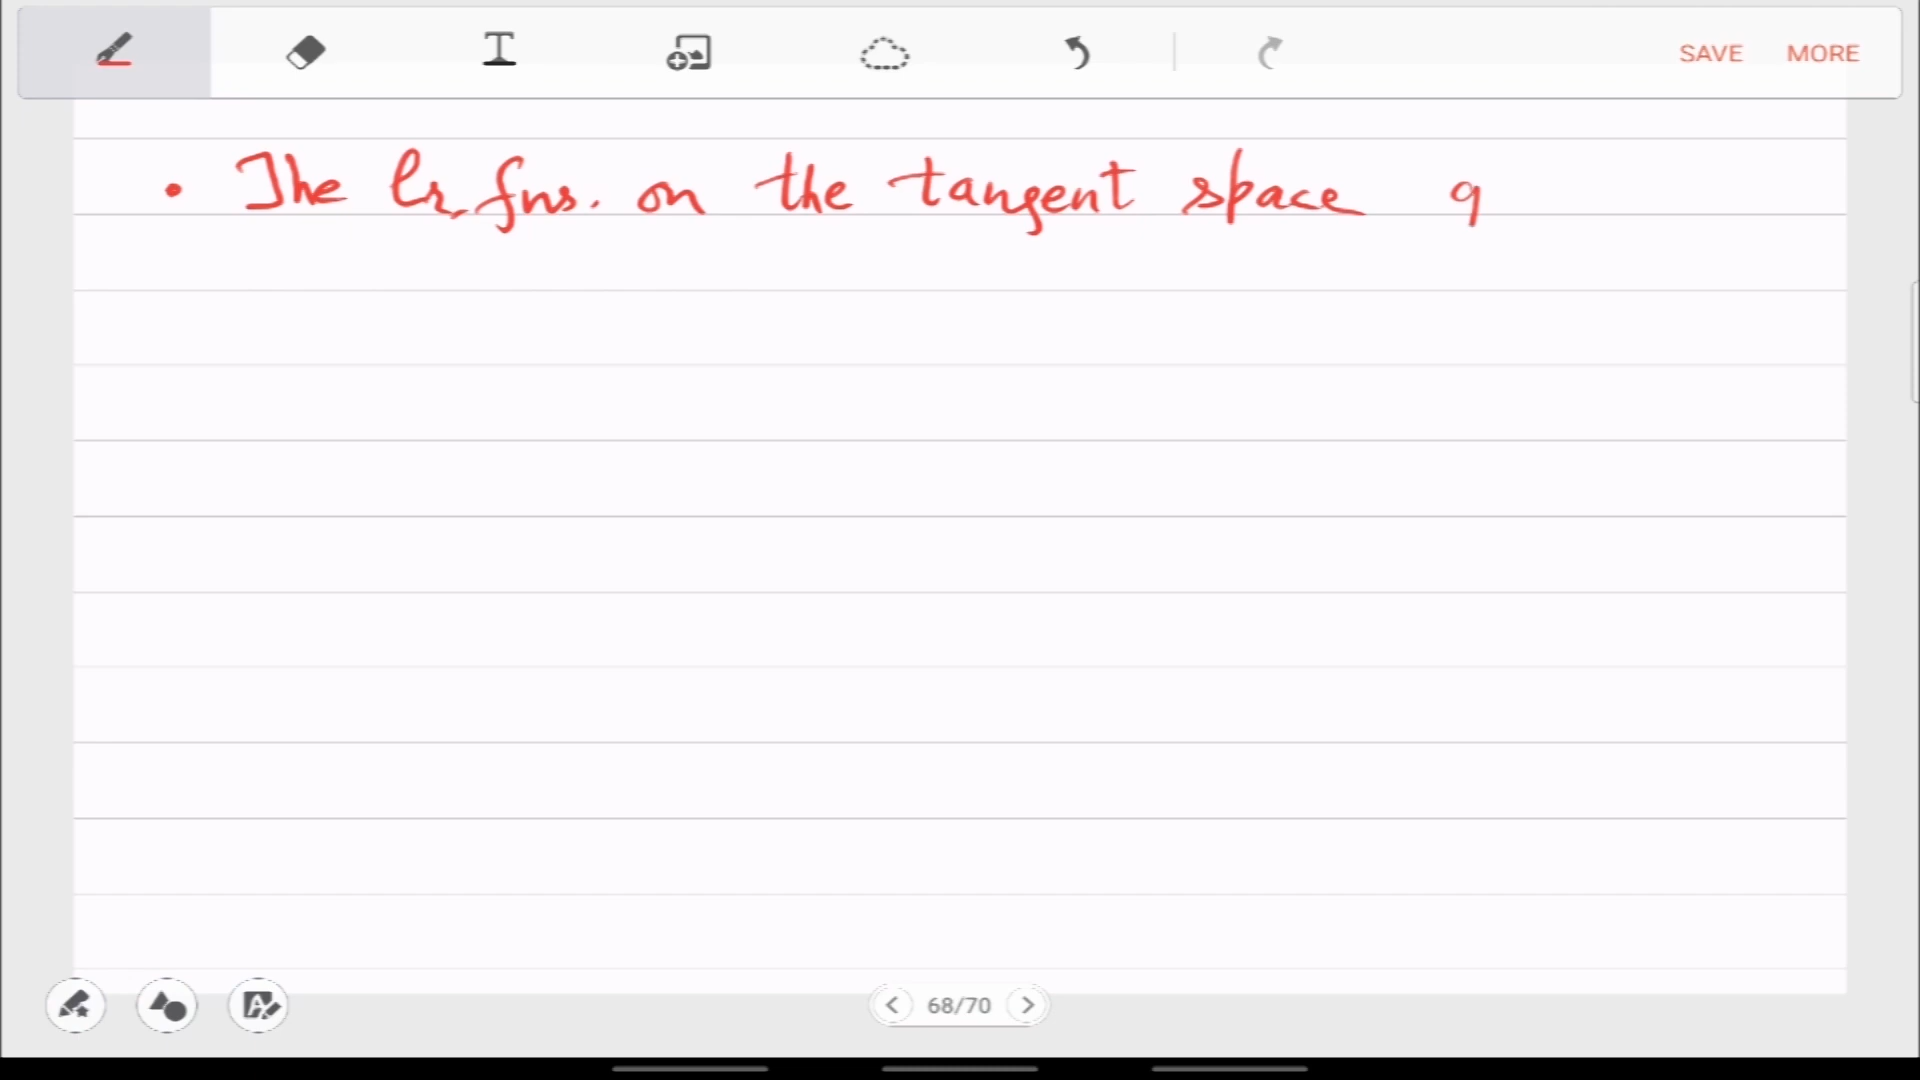 SAVE MORE
• The lr. fns. on the tangent space
68/70